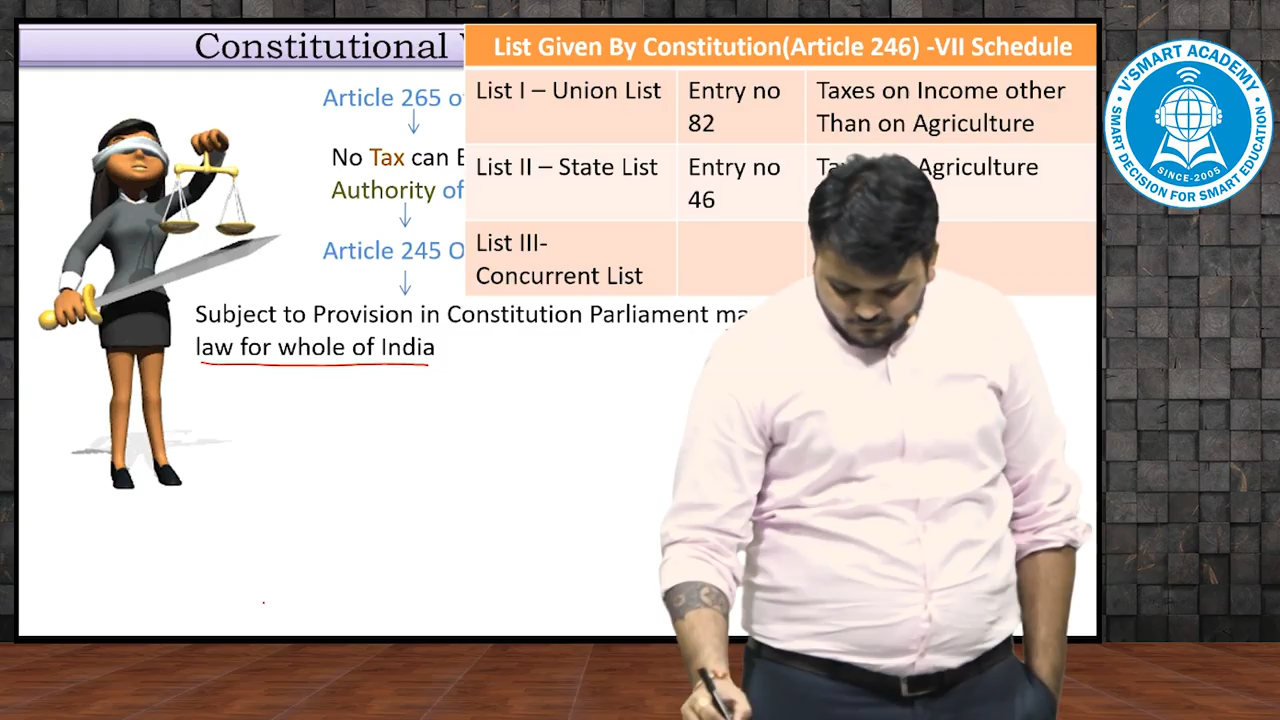 Constitutional
Article 265
No Tax can
Authority of
Article 245
Subject to Provision in Constitution Parliament
law for whole of India
List Given By Constitution(Article 246) -VII Schedule
List I – Union List
Entry no
82
Taxes on Income other
Than on Agriculture
List II – State List
Entry no
46
Agriculture
List III-
Concurrent List
V'SMART ACADEMY
SINCE-2005
SMART DECISION FOR SMART EDUCATION